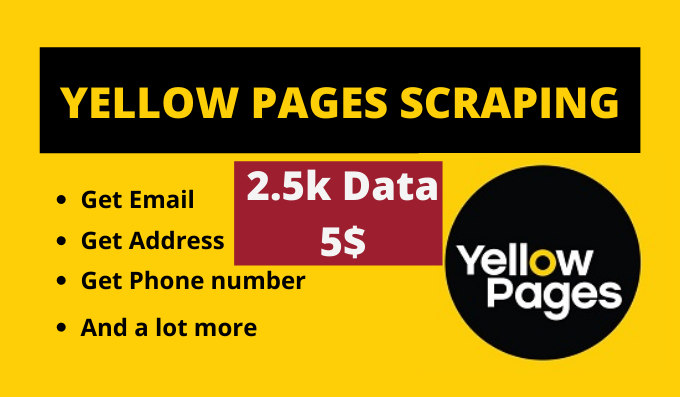 YELLOW PAGES SCRAPING
2.5k Data
5$
• Get Email
• Get Address
• Get Phone number
• And a lot more
Yellow
Pages